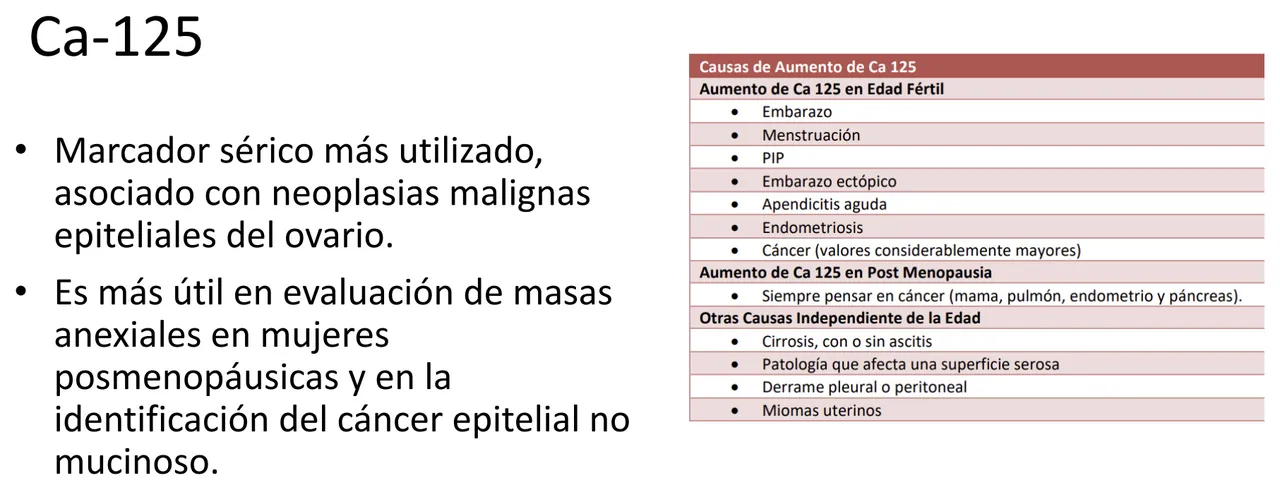 Ca-125
• Marcador sérico más utilizado,
asociado con neoplasias malignas
epiteliales del ovario.
• Es más útil en evaluación de masas
anexiales en mujeres
posmenopáusicas y en la
identificación del cáncer epitelial no
mucinoso.
Causas de Aumento de Ca 125
Aumento de Ca 125 en Edad Fértil
• Embarazo
• Menstruación
• PIP
• Embarazo ectópico
• Apendicitis aguda
• Endometriosis
• Cáncer (valores considerablemente mayores)
Aumento de Ca 125 en Post Menopausia
• Siempre pensar en cáncer (mama, pulmón, endometrio y páncreas).
Otras Causas Independiente de la Edad
• Cirrosis, con o sin ascitis
• Patología que afecta una superficie serosa
• Derrame pleural o peritoneal
• Miomas uterinos